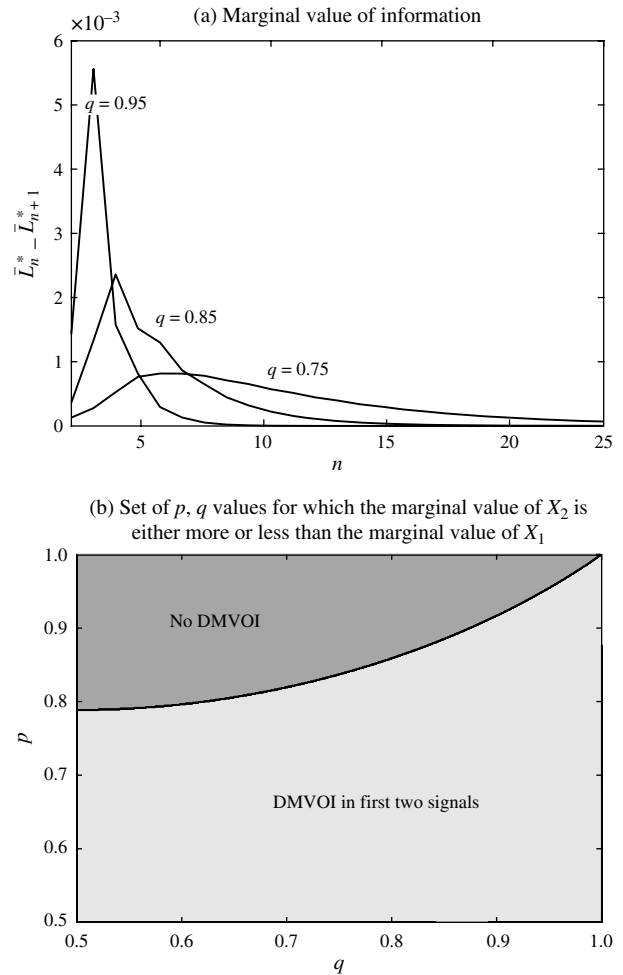 (a) Marginal value of information
×10⁻³
6
5
4
3
2
1
0
L̄*ₙ − L̄*ₙ₊₁
q = 0.95
q = 0.85
q = 0.75
5
10
15
20
25
n
(b) Set of p, q values for which the marginal value of X₂ is
either more or less than the marginal value of X₁
1.0
0.9
0.8
0.7
0.6
0.5
p
No DMVOI
DMVOI in first two signals
0.5
0.6
0.7
0.8
0.9
1.0
q